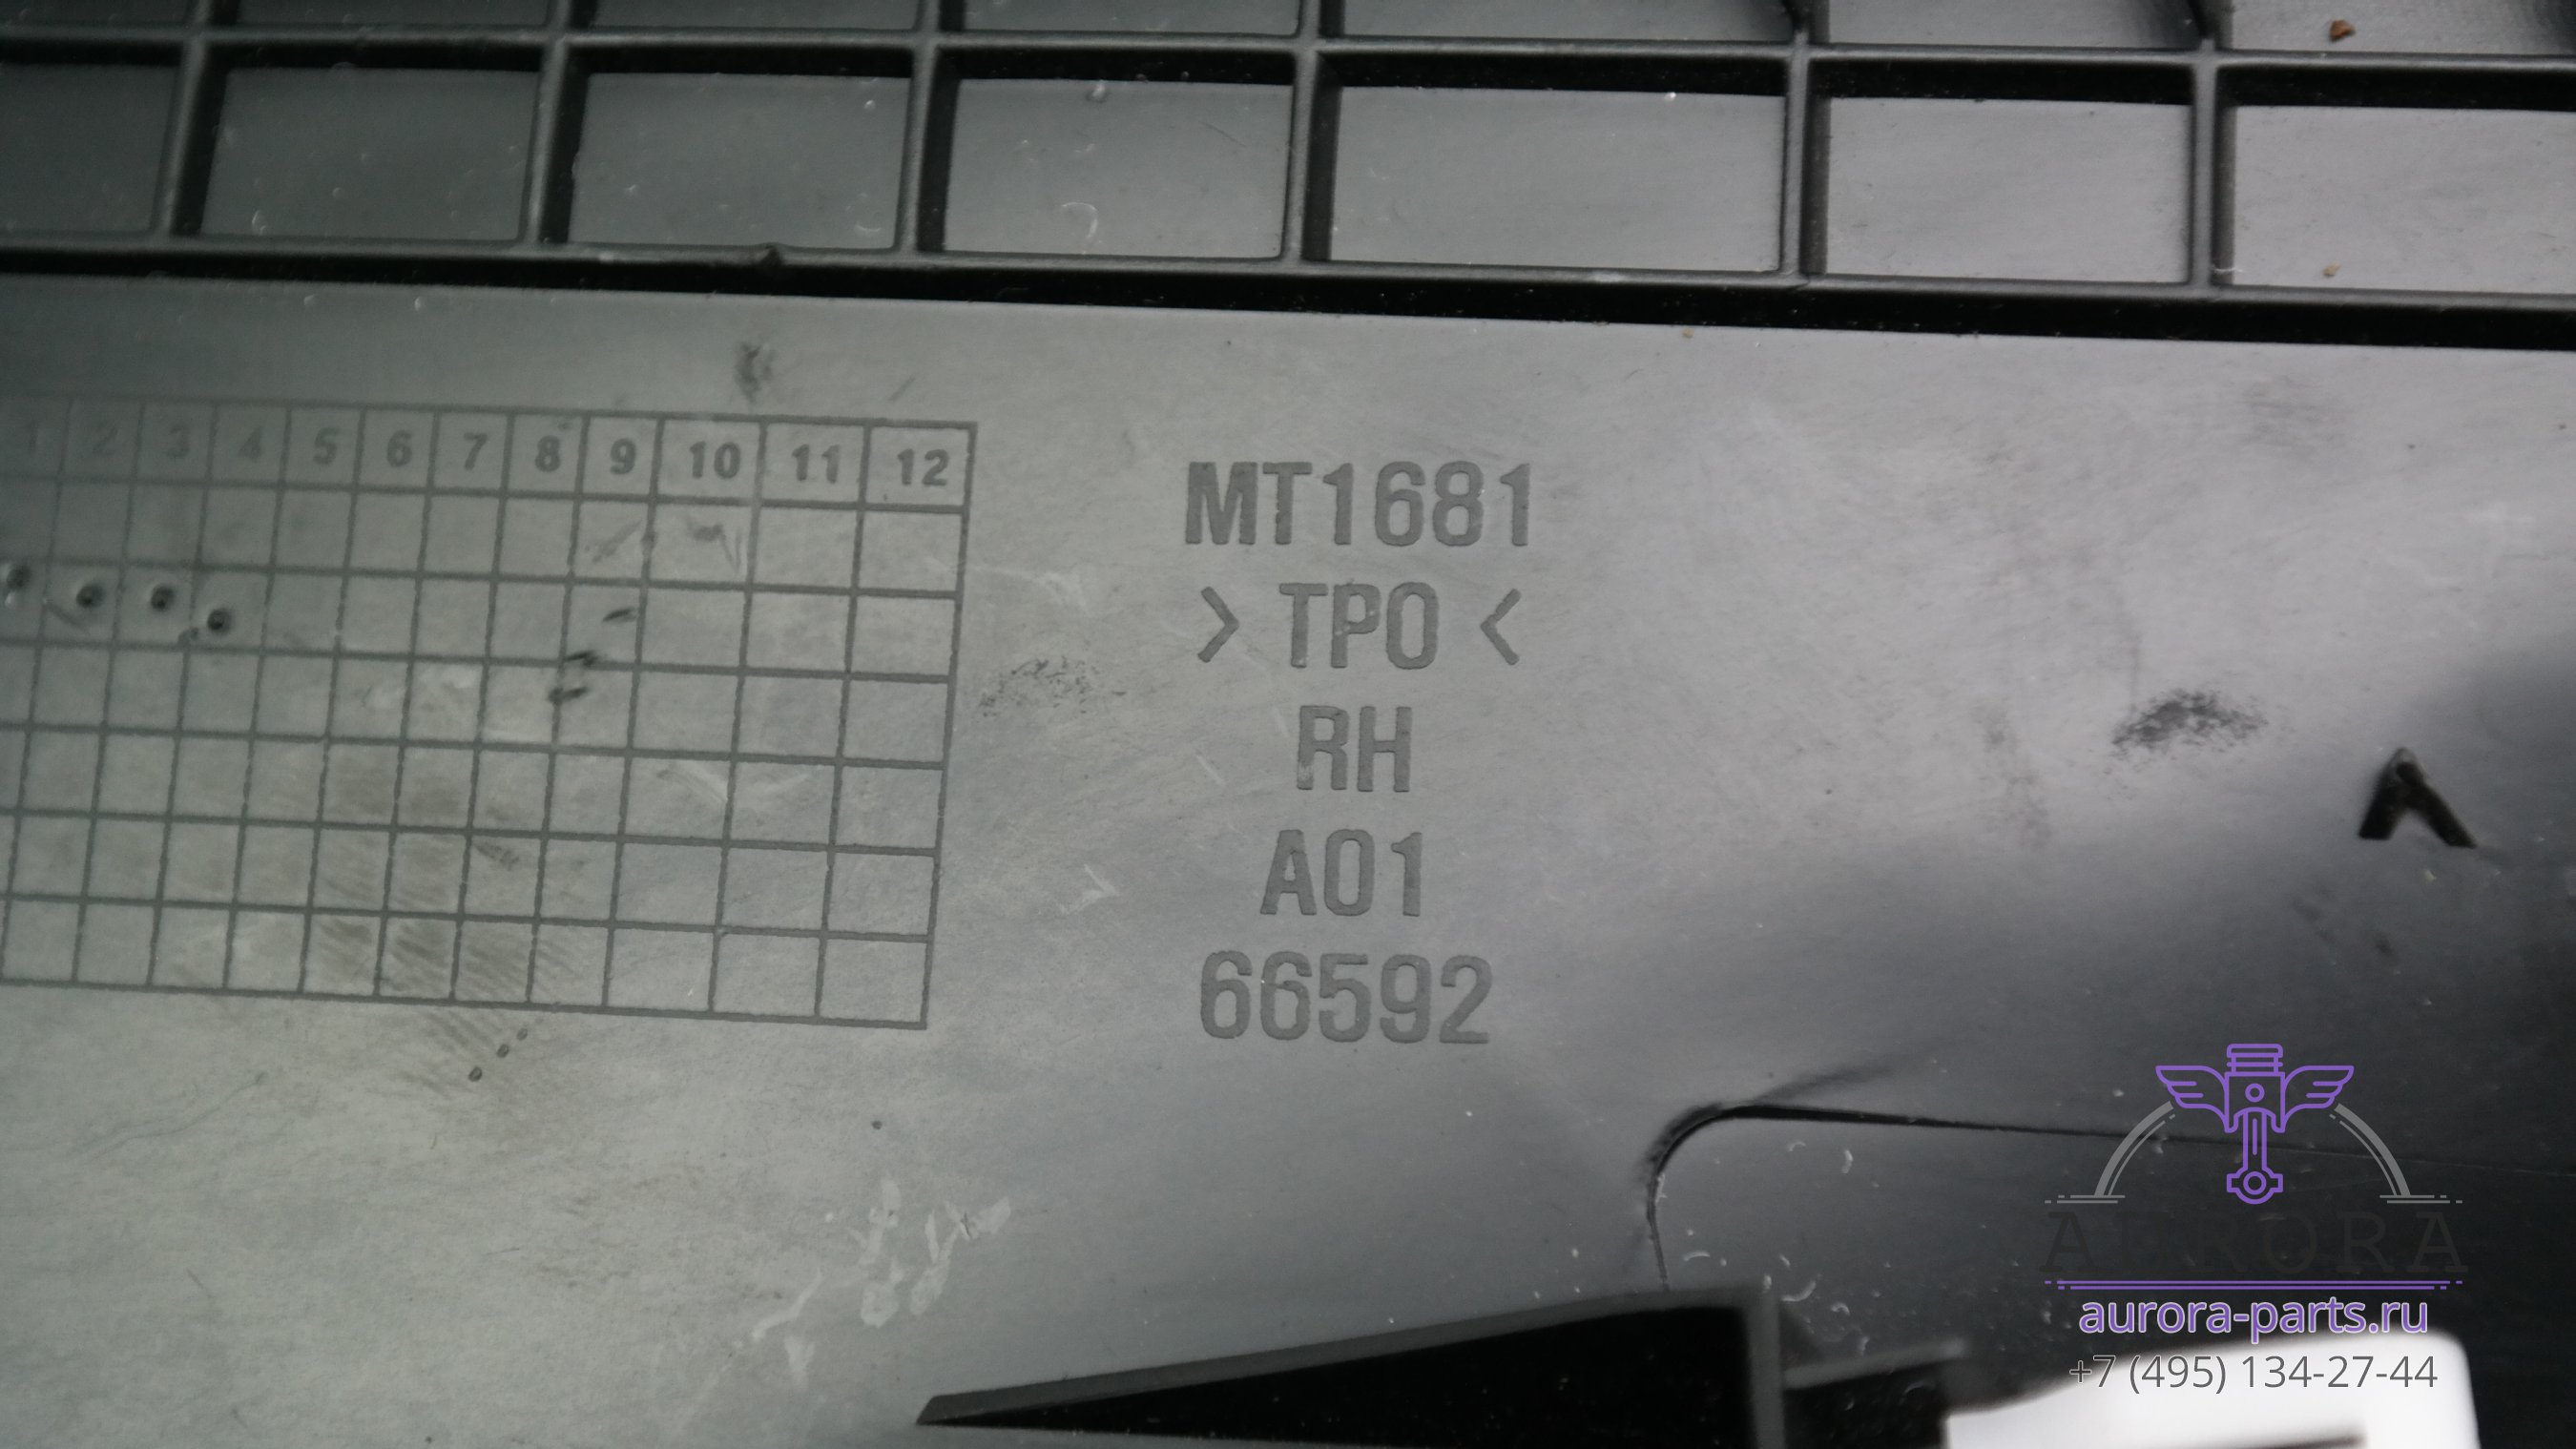 1 2 3 4 5 6 7 8 9 10 11 12
MT1681
> TPO <
RH
A01
66592
AURORA
aurora-parts.ru
+7 (495) 134-27-44